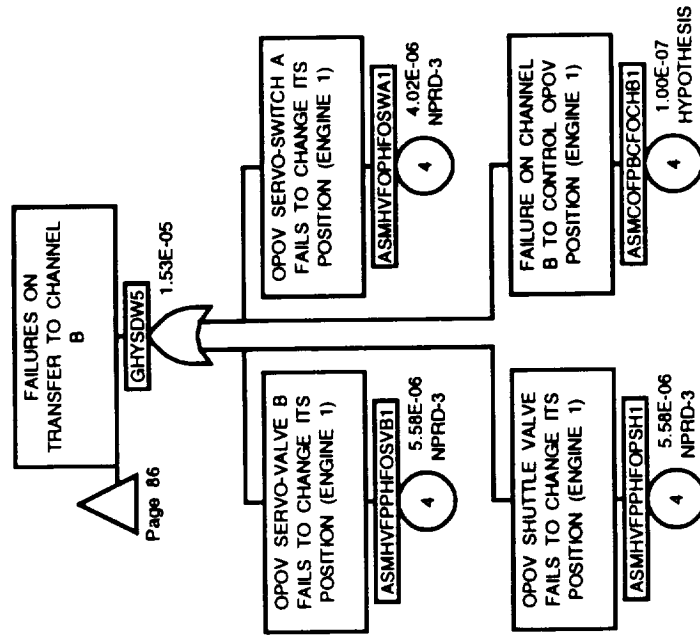 FAILURES ON
TRANSFER TO CHANNEL
B
Page 86
GHYSDW5
1.53E-05
OPOV SERVO-VALVE B
FAILS TO CHANGE ITS
POSITION (ENGINE 1)
ASMHVFPPHFOSVB1
4
5.58E-06
NPRD-3
OPOV SERVO-SWITCH A
FAILS TO CHANGE ITS
POSITION (ENGINE 1)
ASMHVFOPHFOSWA1
4
4.02E-06
NPRD-3
OPOV SHUTTLE VALVE
FAILS TO CHANGE ITS
POSITION (ENGINE 1)
ASMHVFPPHFOPSH1
4
5.58E-06
NPRD-3
FAILURE ON CHANNEL
B TO CONTROL OPOV
POSITION (ENGINE 1)
ASMCOFPBCFOCHB1
4
1.00E-07
HYPOTHESIS